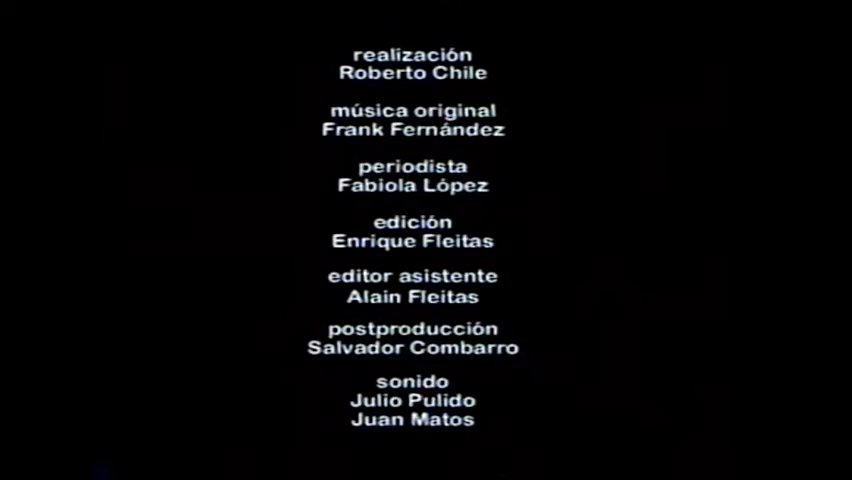 realización
Roberto Chile
música original
Frank Fernández
periodista
Fabiola López
edición
Enrique Fleitas
editor asistente
Alain Fleitas
postproducción
Salvador Combarro
sonido
Julio Pulido
Juan Matos